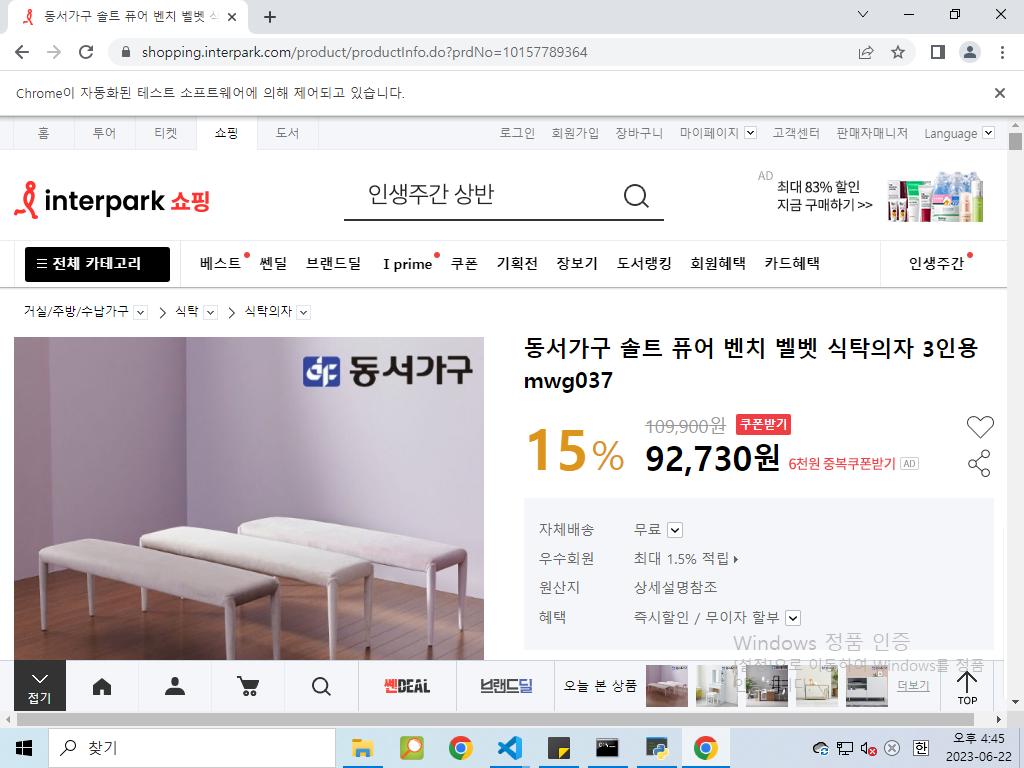 동서가구 솔트 퓨어 벤치 벨벳
shopping.interpark.com/product/productInfo.do?prdNo=10157789364
Chrome이 자동화된 테스트 소프트웨어에 의해 제어되고 있습니다.
홈 투어 티켓 쇼핑 도서 로그인 회원가입 장바구니 마이페이지 고객센터 판매자매니저 Language
interpark 쇼핑
인생주간 상반
AD
최대 83% 할인
지금 구매하기 >>
전체 카테고리 베스트 쎈딜 브랜드딜 I prime 쿠폰 기획전 장보기 도서랭킹 회원혜택 카드혜택 인생주간
거실/주방/수납가구 식탁 식탁의자
동서가구
동서가구 솔트 퓨어 벤치 벨벳 식탁의자 3인용
mwg037
15% 109,900원 쿠폰받기
92,730원 6천원 중복쿠폰받기 AD
자체배송 무료
우수회원 최대 1.5% 적립
원산지 상세설명참조
혜택 즉시할인 / 무이자 할부
Windows 정품 인증
[설정]으로 이동하여 Windows를 정품
접기 쎈DEAL 브랜드딜 오늘 본 상품 더보기 TOP
찾기
한
오후 4:45
2023-06-22